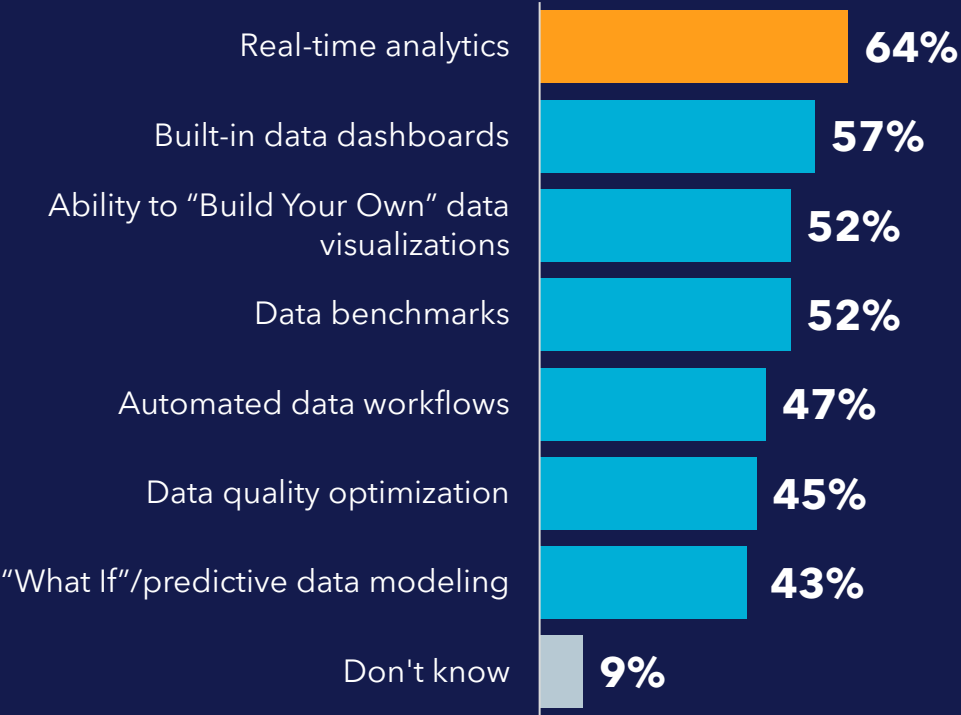 Real-time analytics 64%
Built-in data dashboards 57%
Ability to “Build Your Own” data
visualizations 52%
Data benchmarks 52%
Automated data workflows 47%
Data quality optimization 45%
“What If”/predictive data modeling 43%
Don't know 9%